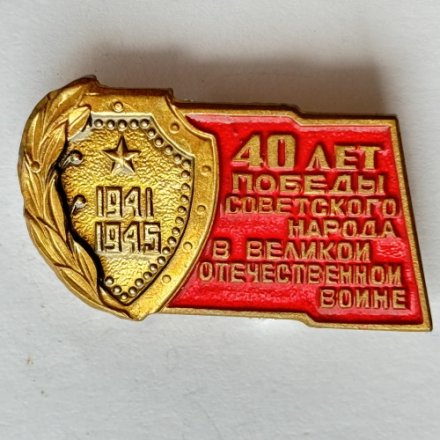 1941
1945
40 ЛЕТ
ПОБЕДЫ
СОВЕТСКОГО
НАРОДА
В ВЕЛИКОЙ
ОТЕЧЕСТВЕННОЙ
ВОЙНЕ